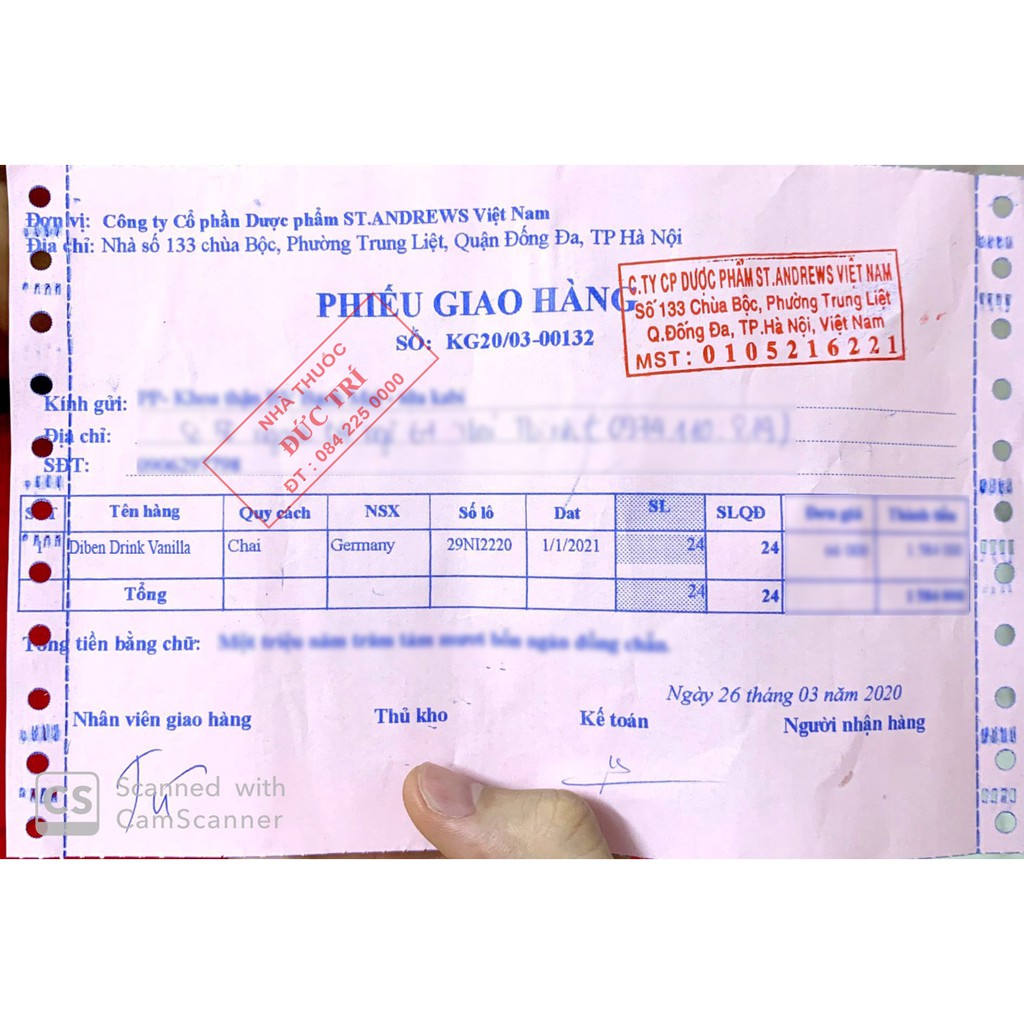 Đơn vị: Công ty Cổ phần Dược phẩm ST.ANDREWS Việt Nam
Địa chỉ: Nhà số 133 chùa Bộc, Phường Trung Liệt, Quận Đống Đa, TP Hà Nội
C.TY CP DƯỢC PHẨM ST.ANDREWS VIỆT NAM
Số 133 Chùa Bộc, Phường Trung Liệt
Q.Đống Đa, TP.Hà Nội, Việt Nam
MST: 0105216221
PHIẾU GIAO HÀNG
SỐ: KG20/03-00132
NHÀ THUỐC
ĐỨC TRÍ
ĐT : 084 225 0000
Kính gửi:
Địa chỉ:
SĐT:
STT Tên hàng Quy cách NSX Số lô Dat SL SLQĐ
1 Diben Drink Vanilla Chai Germany 29NI2220 1/1/2021 24 24
Tổng 24 24
Tổng tiền bằng chữ:
Ngày 26 tháng 03 năm 2020
Nhân viên giao hàng Thủ kho Kế toán Người nhận hàng
CS Scanned with
CamScanner